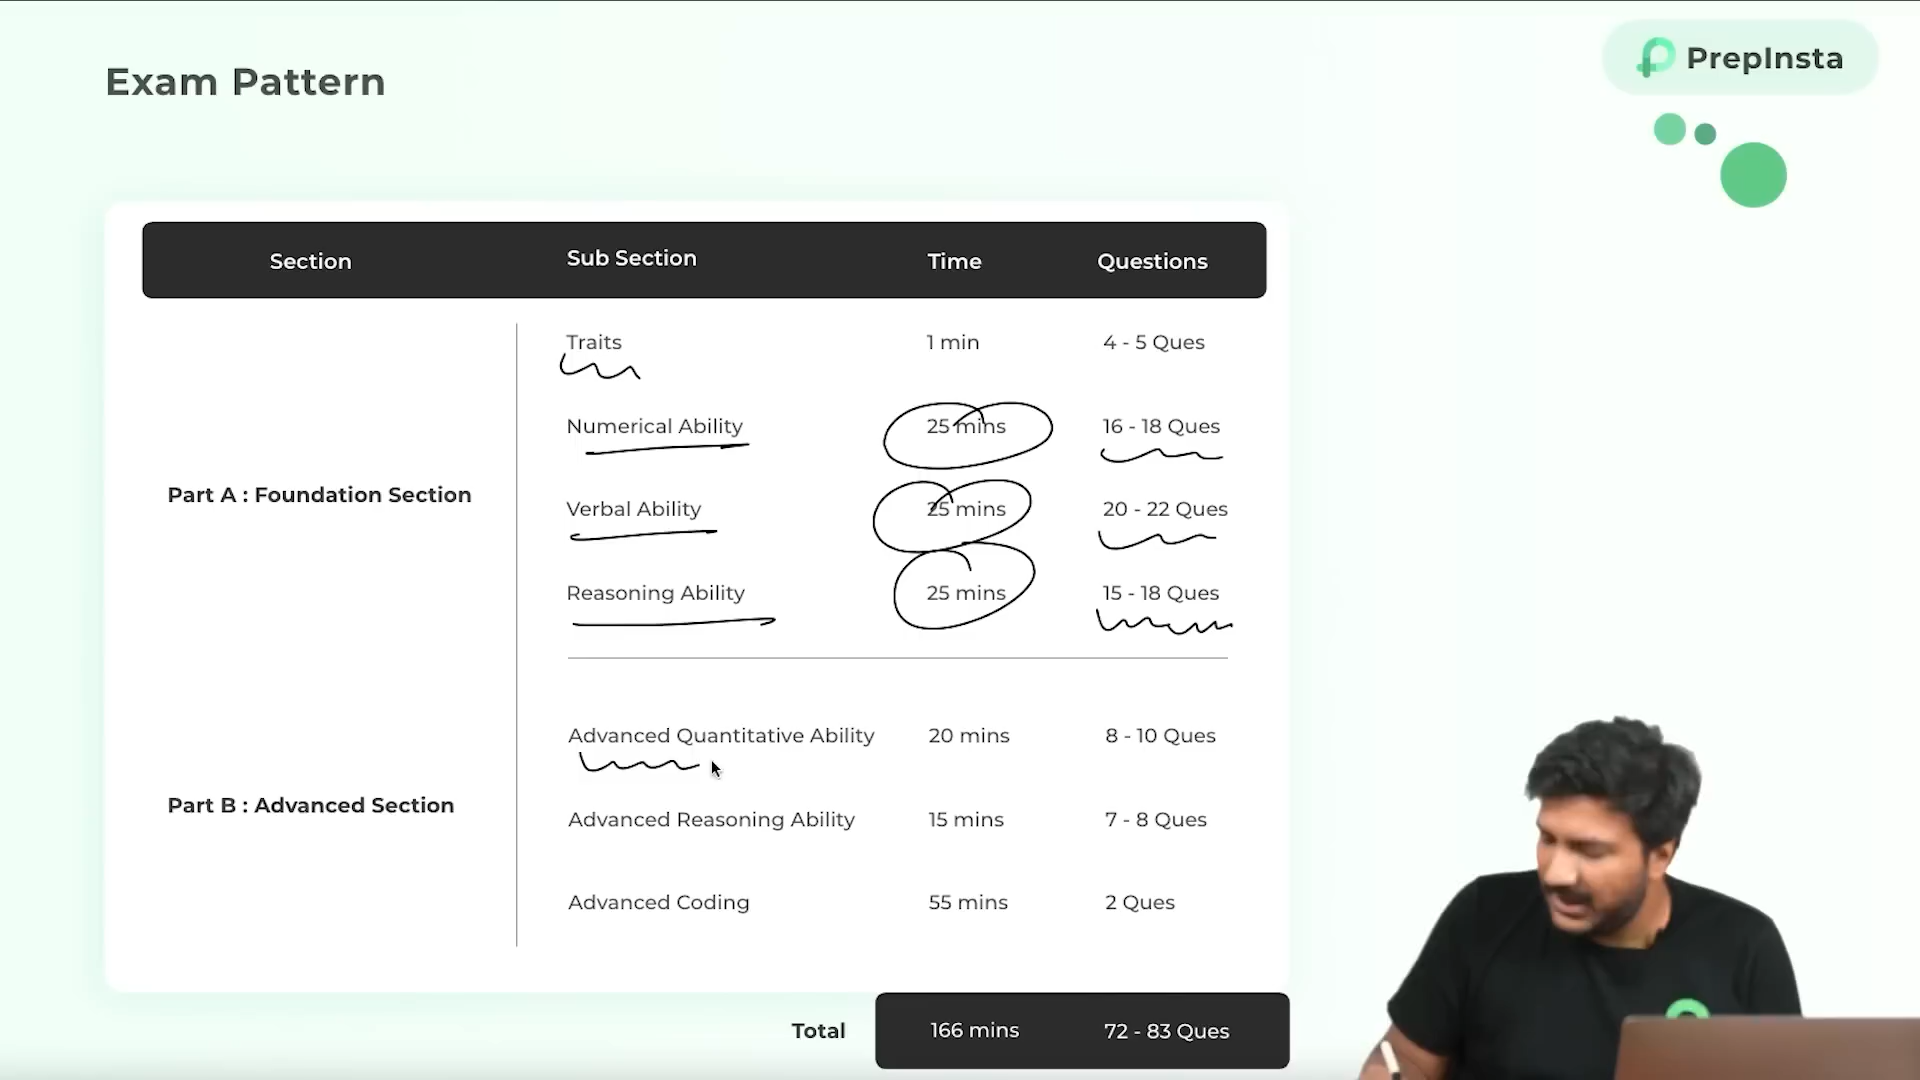 Exam Pattern
PrepInsta
Section Sub Section Time Questions
Traits 1 min 4 - 5 Ques
Numerical Ability 25 mins 16 - 18 Ques
Part A : Foundation Section
Verbal Ability 25 mins 20 - 22 Ques
Reasoning Ability 25 mins 15 - 18 Ques
Advanced Quantitative Ability 20 mins 8 - 10 Ques
Part B : Advanced Section
Advanced Reasoning Ability 15 mins 7 - 8 Ques
Advanced Coding 55 mins 2 Ques
Total 166 mins 72 - 83 Ques